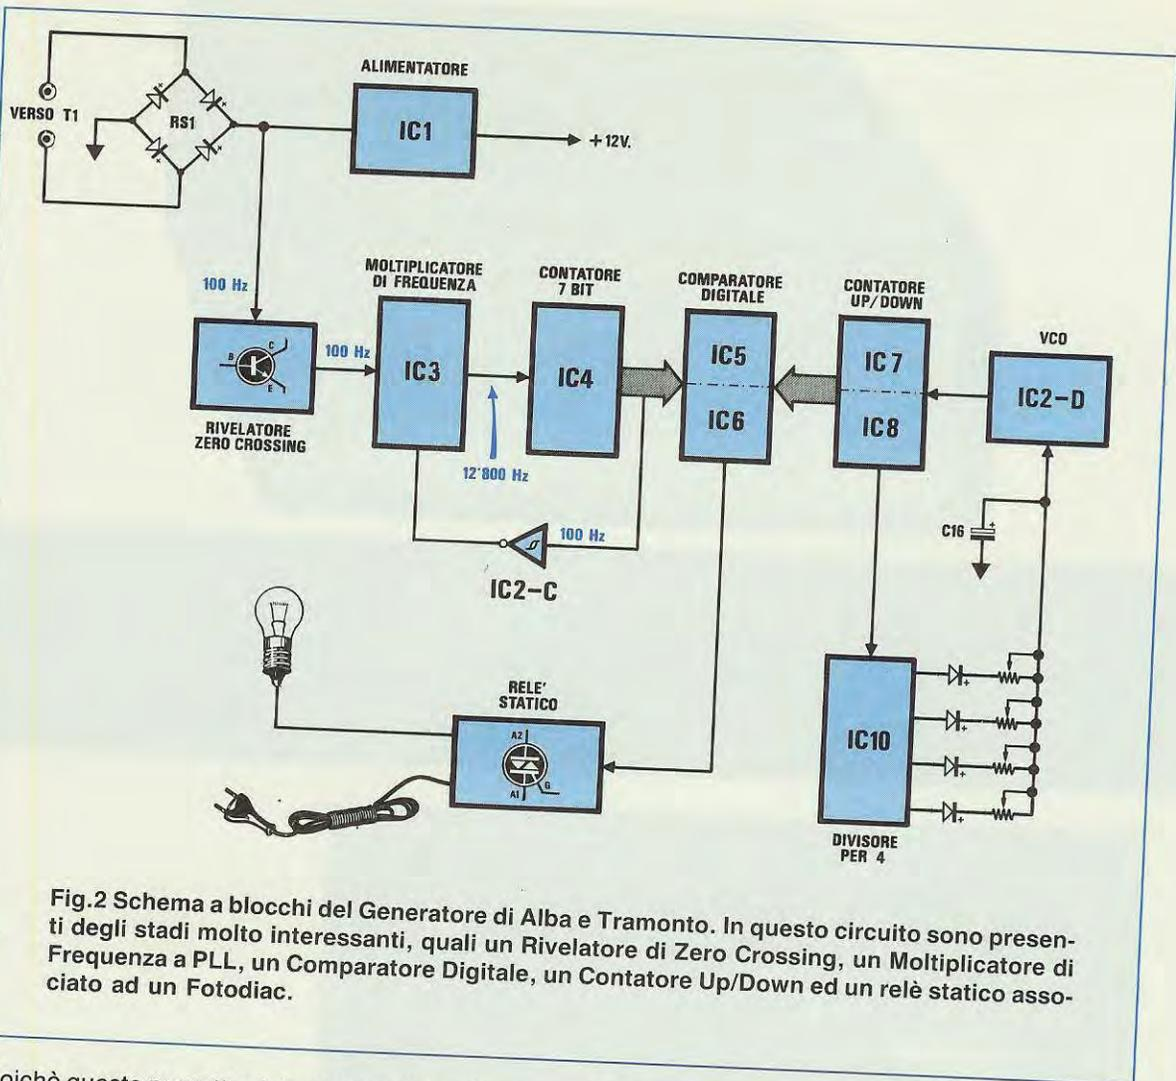 ALIMENTATORE
VERSO T1
RS1
IC1
+12V.
100 Hz
MOLTIPLICATORE
DI FREQUENZA
CONTATORE
7 BIT
COMPARATORE
DIGITALE
CONTATORE
UP/DOWN
VCO
B
C
E
100 Hz
IC3
IC4
IC5
IC6
IC7
IC8
IC2-D
RIVELATORE
ZERO CROSSING
12'800 Hz
100 Hz
IC2-C
C16
+
RELE'
STATICO
A2
A1
G
IC10
DIVISORE
PER 4
Fig.2 Schema a blocchi del Generatore di Alba e Tramonto. In questo circuito sono presen-
ti degli stadi molto interessanti, quali un Rivelatore di Zero Crossing, un Moltiplicatore di
Frequenza a PLL, un Comparatore Digitale, un Contatore Up/Down ed un relè statico asso-
ciato ad un Fotodiac.